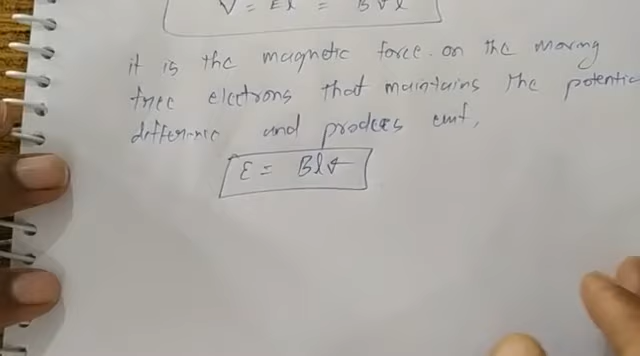 V = El = Bvl
it is the magnetic force. on the moving
free electrons that maintains the potentia
difference and produces emf,
ε = Blv